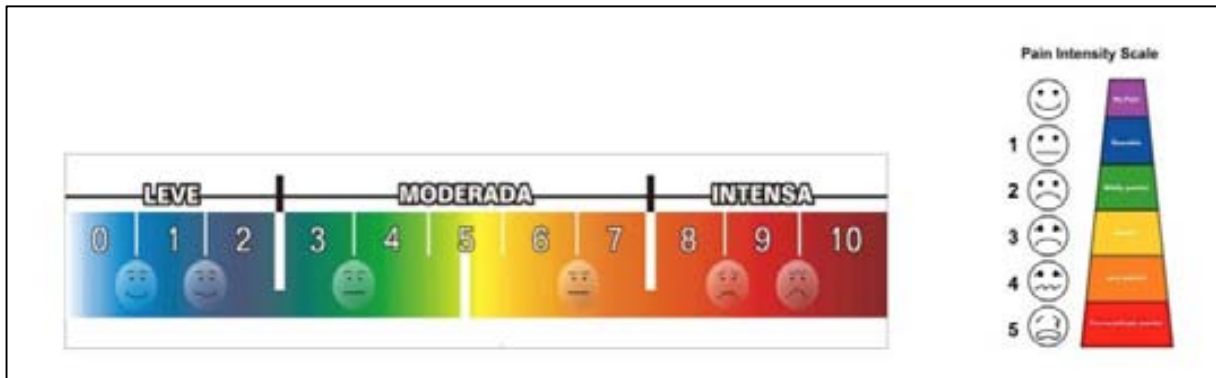 LEVE MODERADA INTENSA
0 1 2 3 4 5 6 7 8 9 10
Pain Intensity Scale
No Pain
1
2
3
4
5